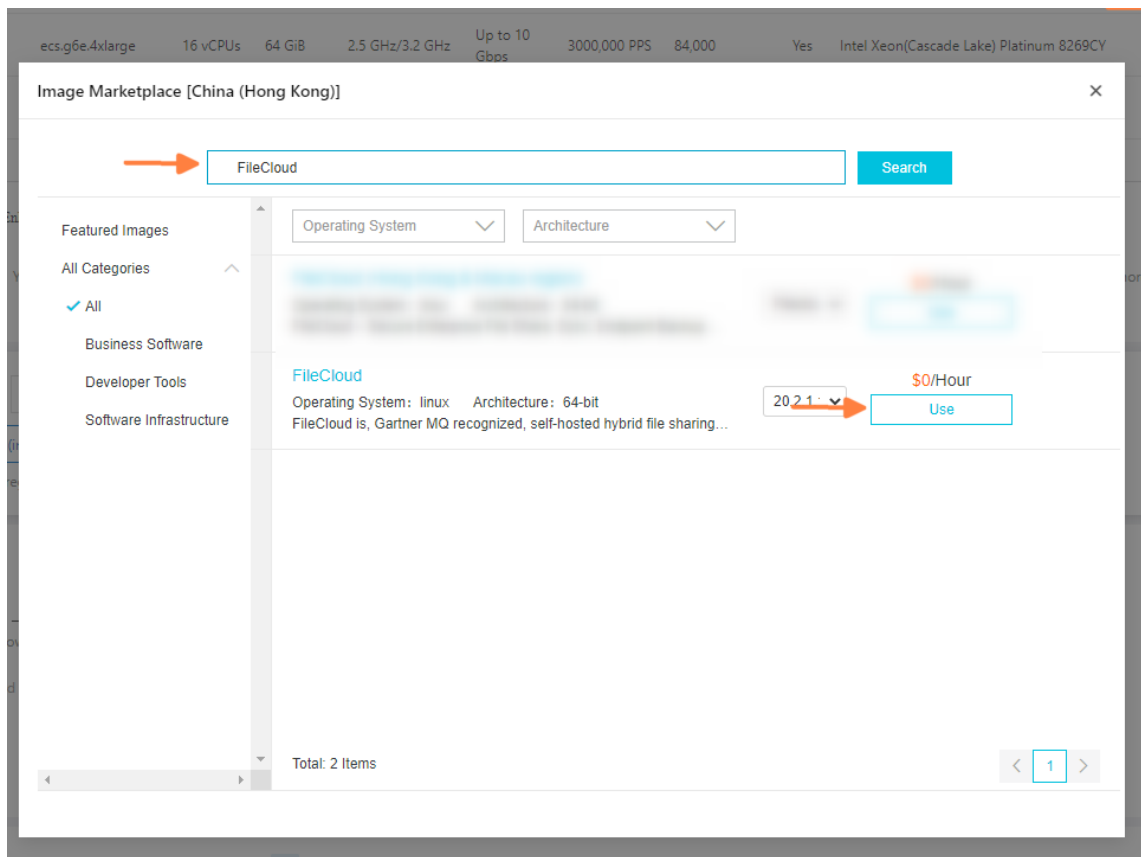 ecs.g6e.4xlarge 16 vCPUs 64 GiB 2.5 GHz/3.2 GHz Up to 10 Gbps 3000,000 PPS 84,000 Yes Intel Xeon(Cascade Lake) Platinum 8269CY
Image Marketplace [China (Hong Kong)]
FileCloud
Search
Featured Images
All Categories
All
Business Software
Developer Tools
Software Infrastructure
Operating System
Architecture
FileCloud
Operating System: linux Architecture: 64-bit
FileCloud is, Gartner MQ recognized, self-hosted hybrid file sharing...
20.2.1
$0/Hour
Use
Total: 2 Items
1